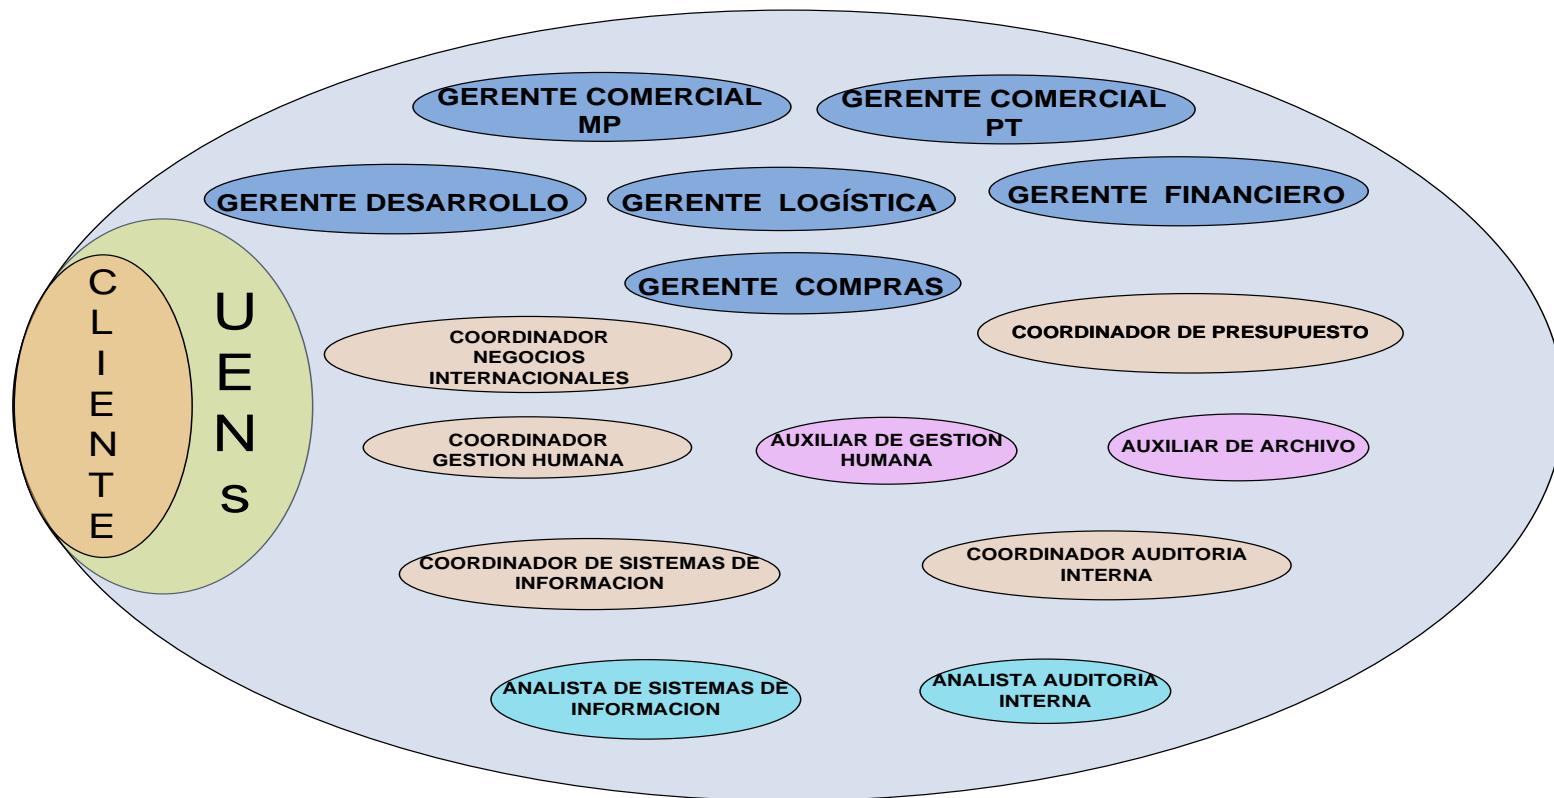 GERENTE COMERCIAL
MP
GERENTE COMERCIAL
PT
GERENTE DESARROLLO
GERENTE LOGÍSTICA
GERENTE FINANCIERO
GERENTE COMPRAS
CLIENTE
UENs
COORDINADOR
NEGOCIOS
INTERNACIONALES
COORDINADOR DE PRESUPUESTO
COORDINADOR
GESTION HUMANA
AUXILIAR DE GESTION
HUMANA
AUXILIAR DE ARCHIVO
COORDINADOR DE SISTEMAS DE
INFORMACION
COORDINADOR AUDITORIA
INTERNA
ANALISTA DE SISTEMAS DE
INFORMACION
ANALISTA AUDITORIA
INTERNA